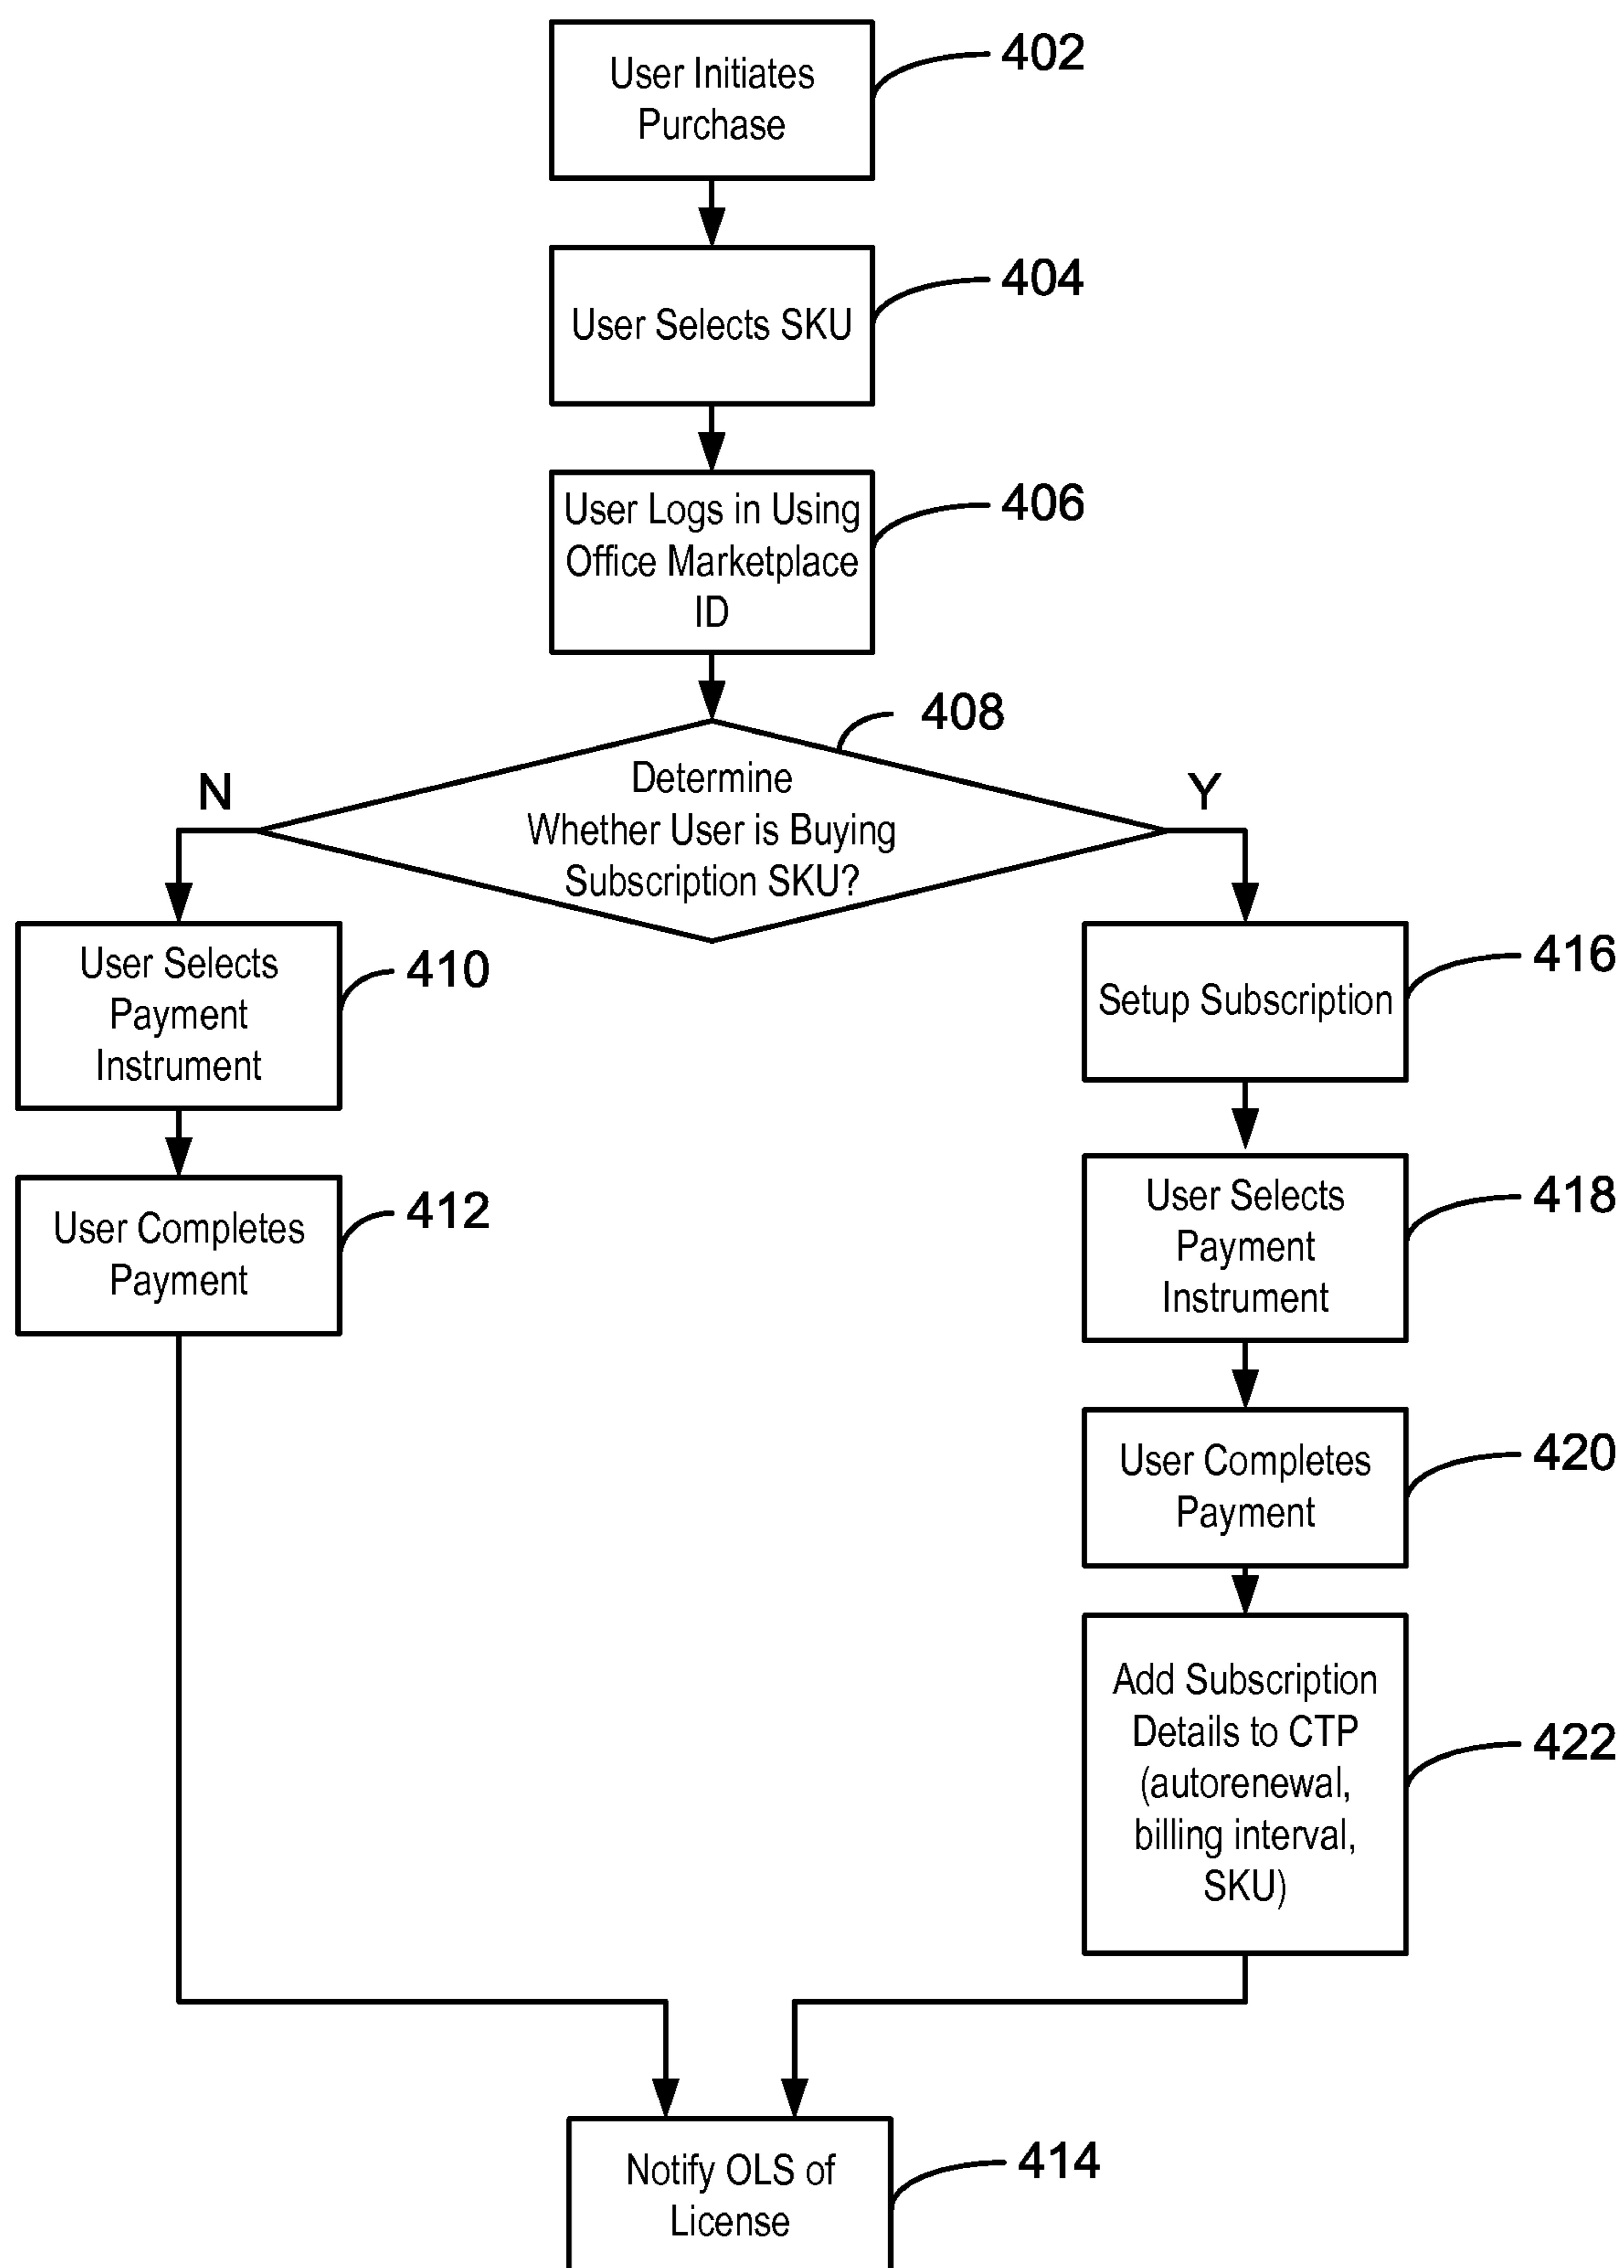 User Initiates
Purchase
402
User Selects SKU
404
User Logs in Using
Office Marketplace
ID
406
408
Determine
Whether User is Buying
Subscription SKU?
N
Y
User Selects
Payment
Instrument
410
User Completes
Payment
412
Setup Subscription
416
User Selects
Payment
Instrument
418
User Completes
Payment
420
Add Subscription
Details to CTP
(autorenewal,
billing interval,
SKU)
422
Notify OLS of
License
414